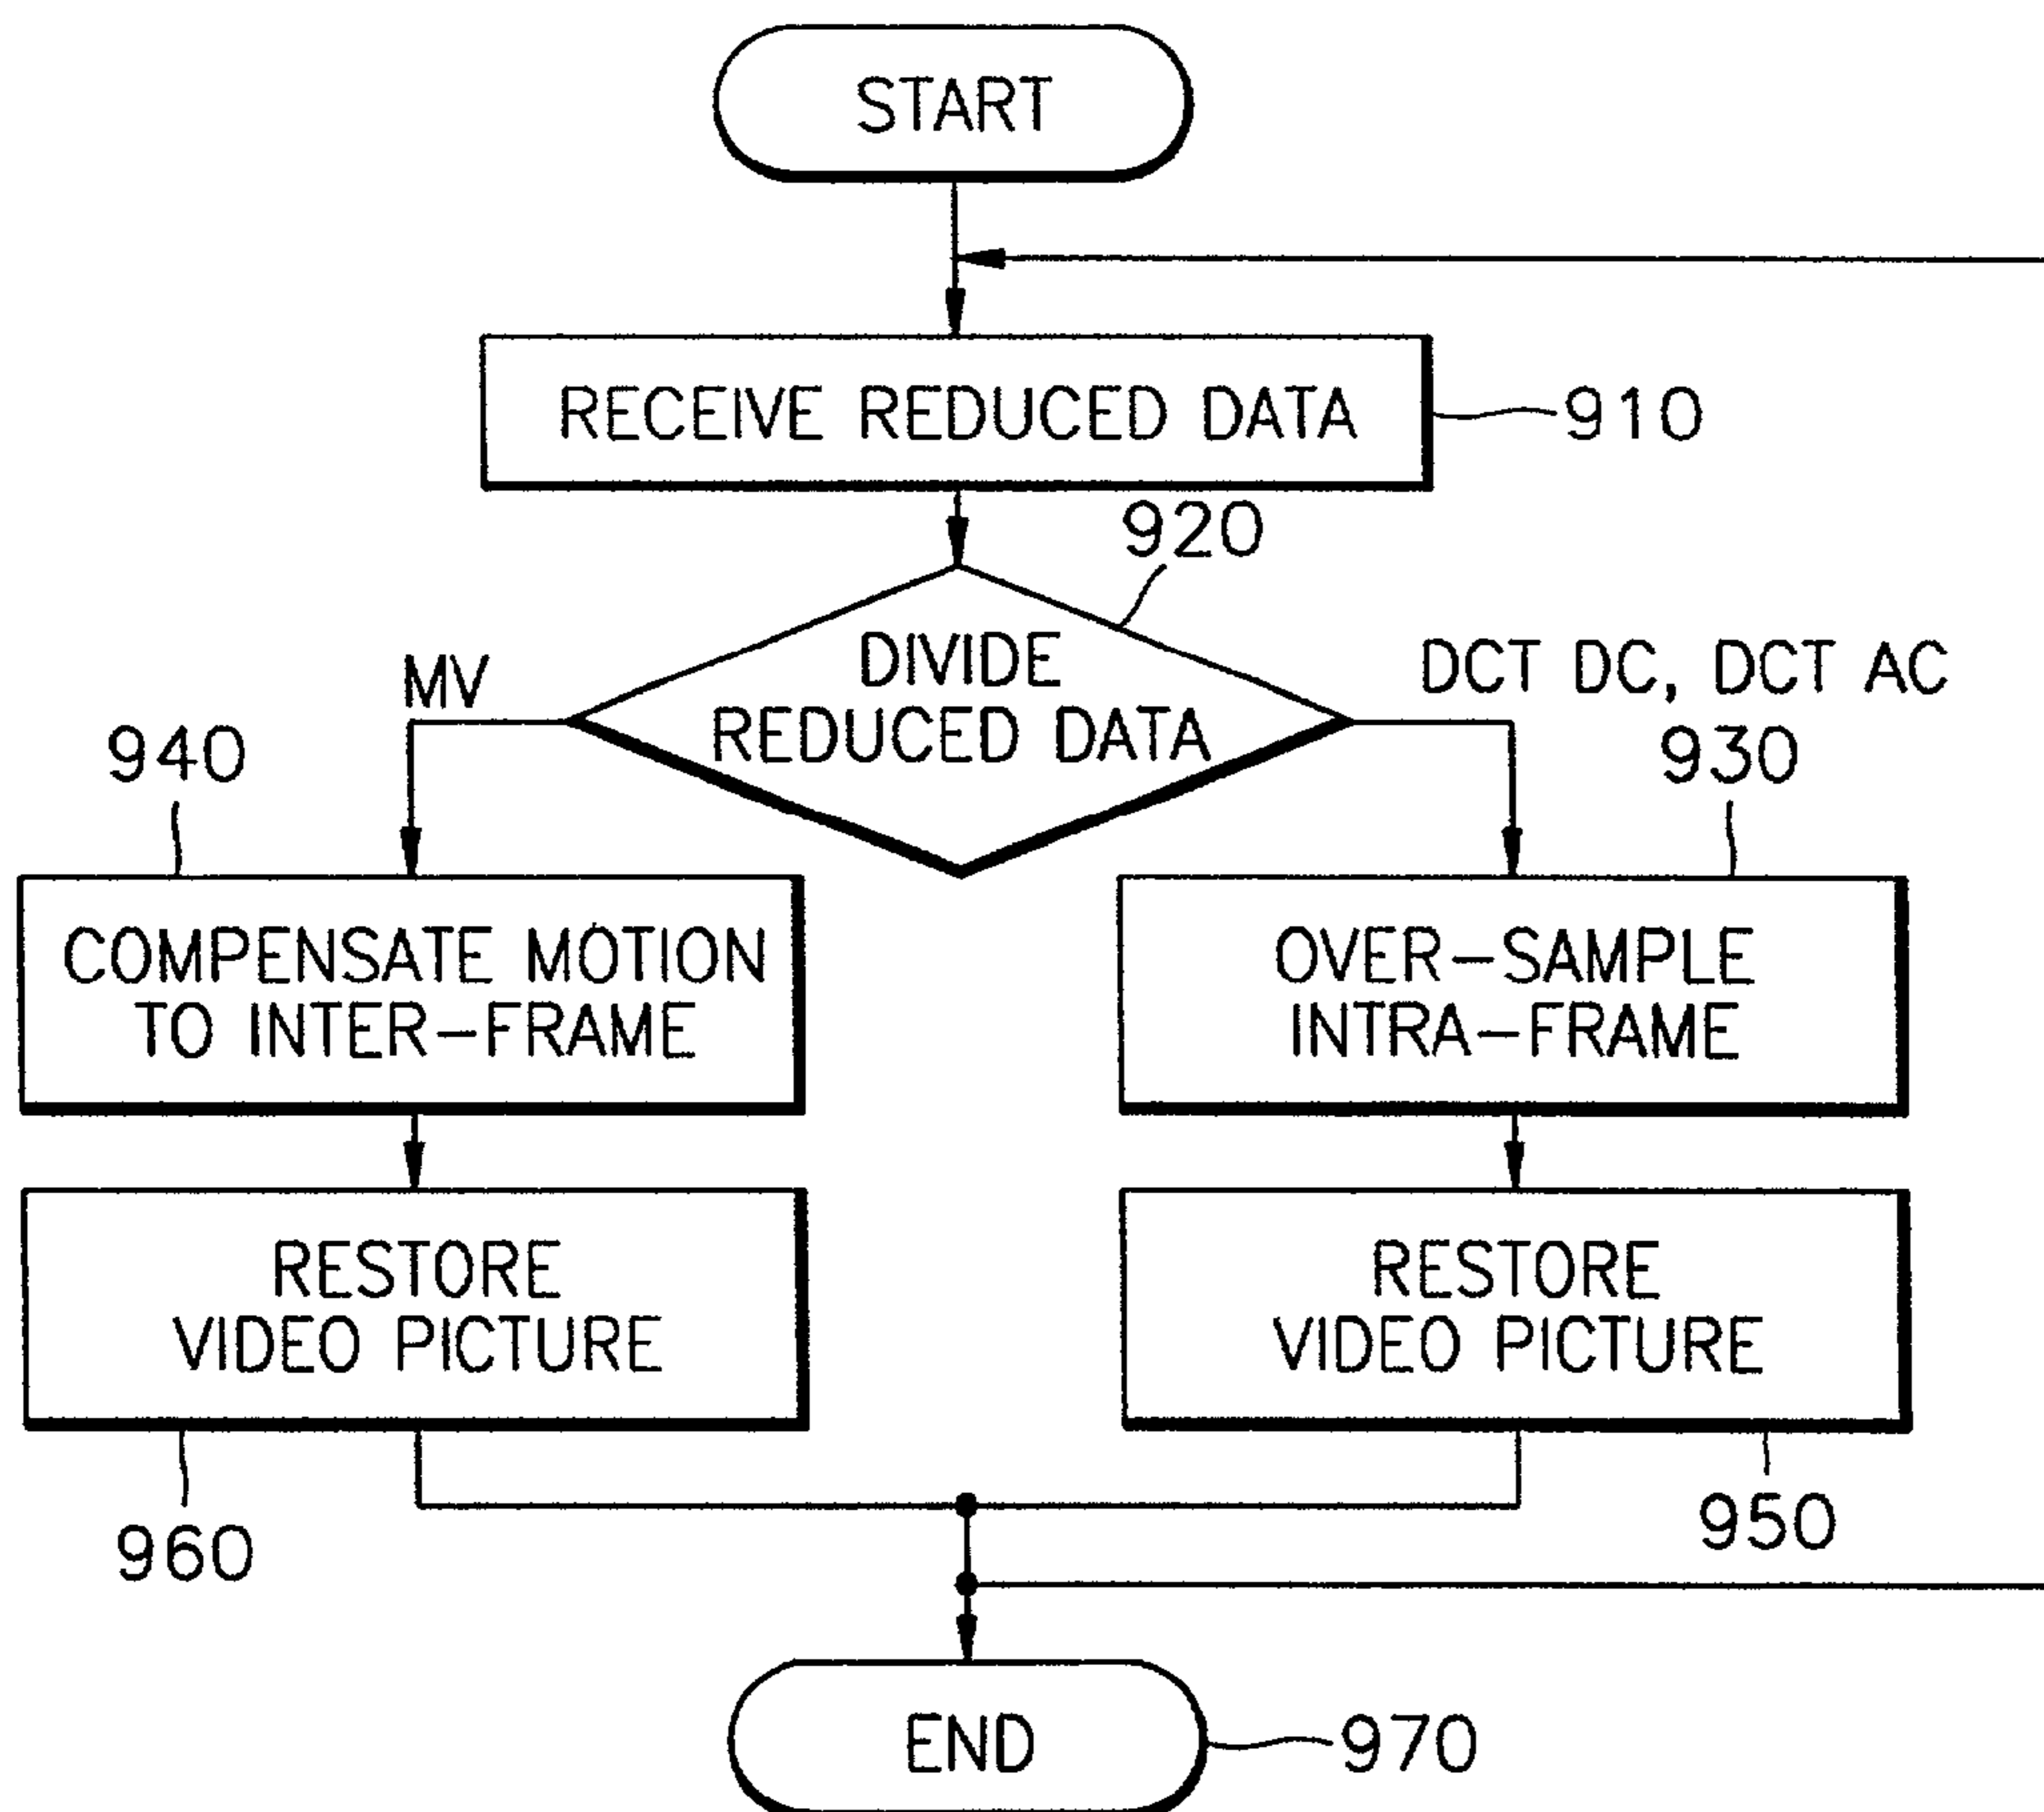 START
RECEIVE REDUCED DATA
910
920
DIVIDE
REDUCED DATA
MV
DCT DC, DCT AC
940
930
COMPENSATE MOTION
TO INTER-FRAME
OVER-SAMPLE
INTRA-FRAME
RESTORE
VIDEO PICTURE
RESTORE
VIDEO PICTURE
960
950
END
970